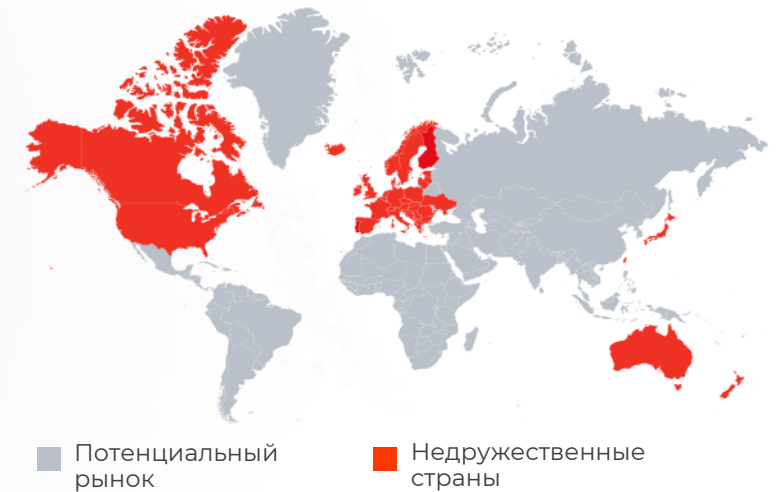 Потенциальный
рынок
Недружественные
страны